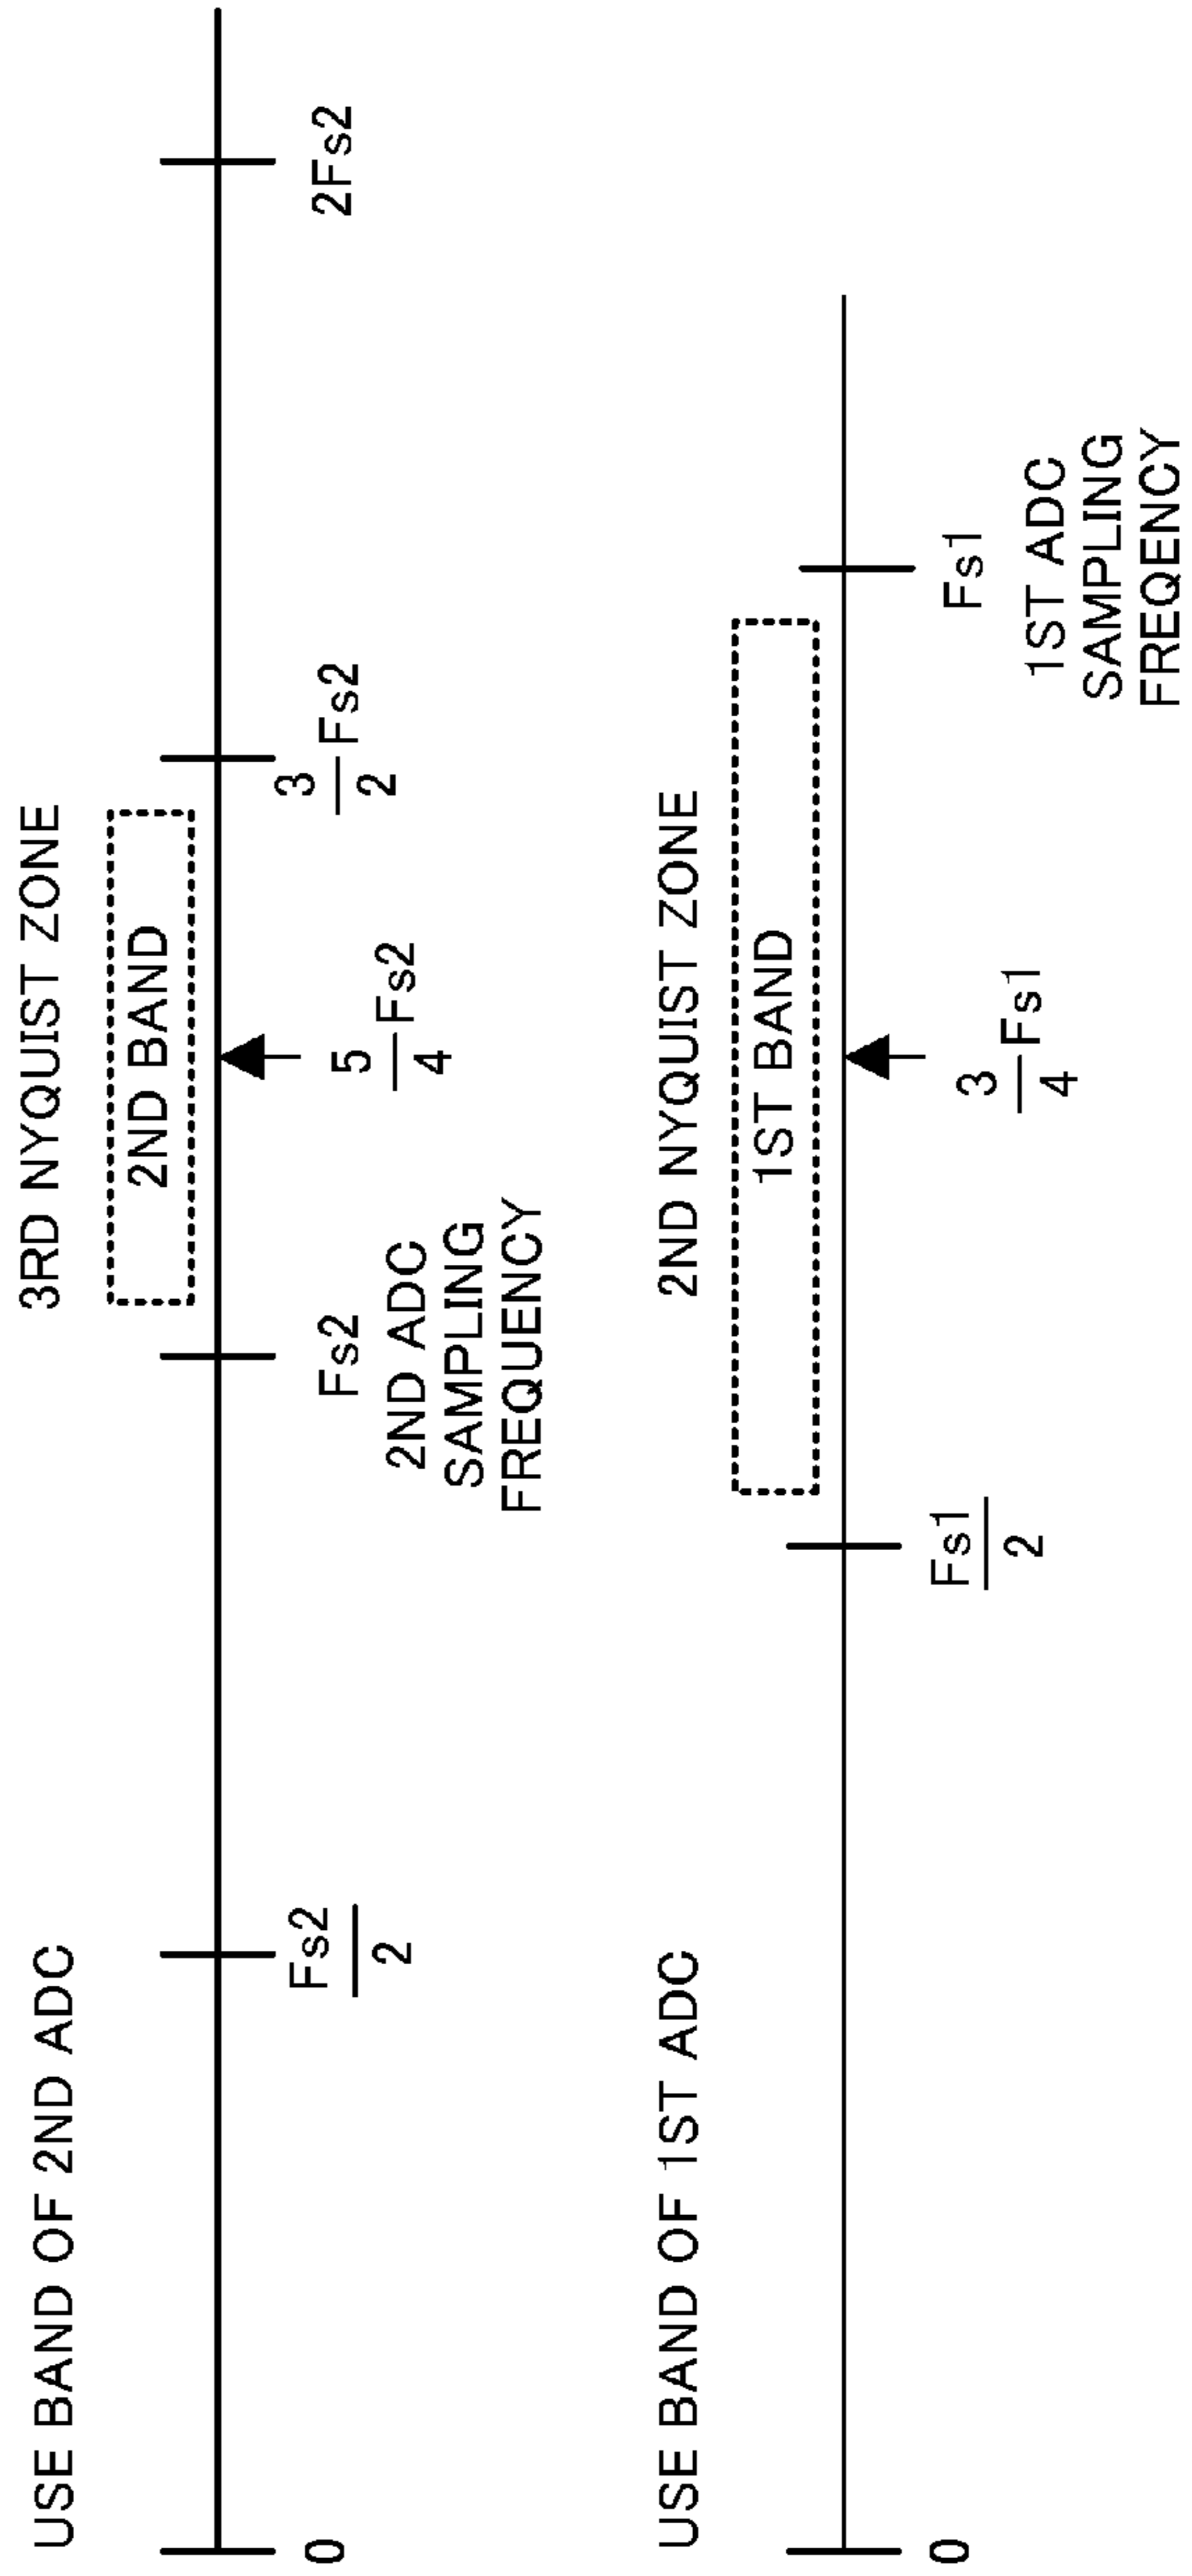 USE BAND OF 2ND ADC
3RD NYQUIST ZONE
2ND BAND
0
Fs2
2
Fs2
2ND ADC
SAMPLING
FREQUENCY
5
4
Fs2
3
2
Fs2
2Fs2
USE BAND OF 1ST ADC
2ND NYQUIST ZONE
1ST BAND
0
Fs1
2
3
4
Fs1
Fs1
1ST ADC
SAMPLING
FREQENCY